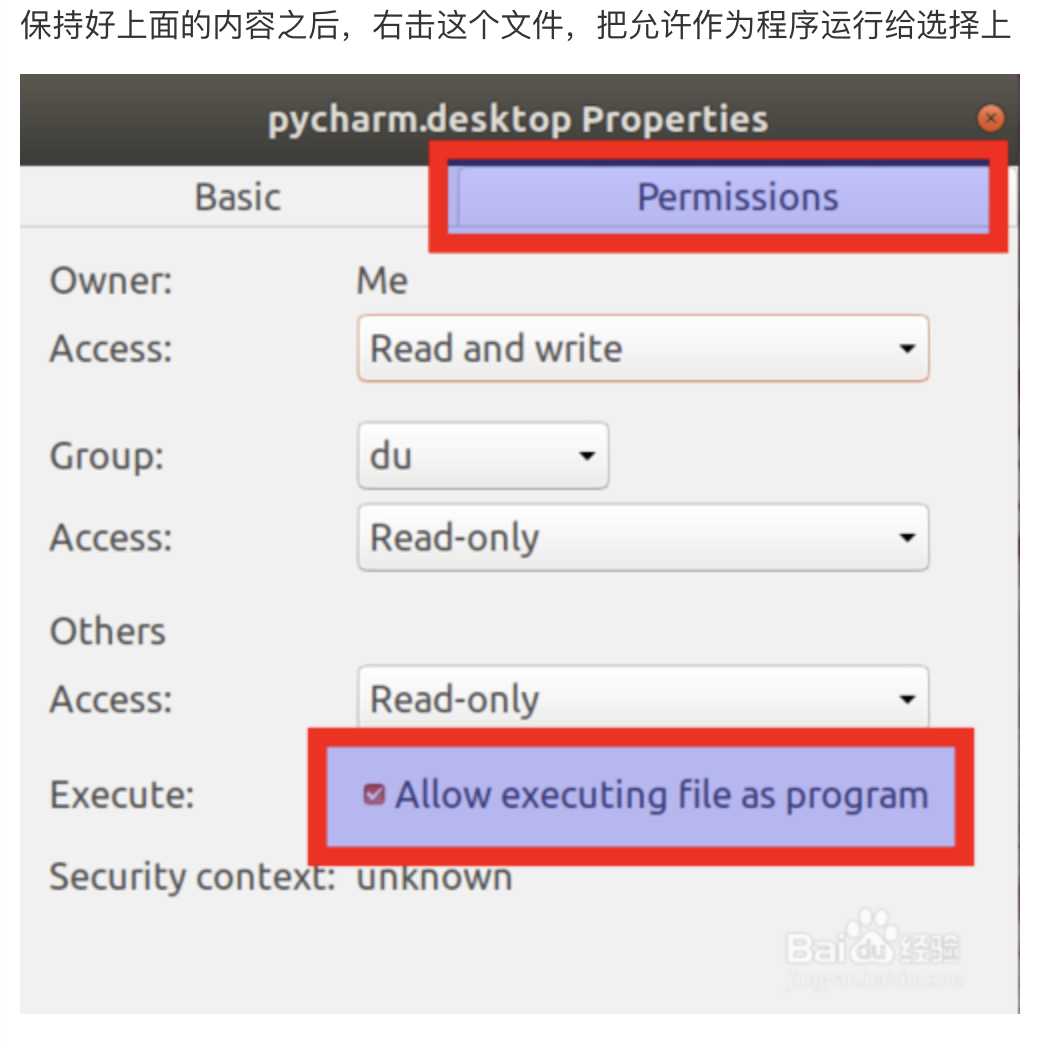 保持好上面的内容之后，右击这个文件，把允许作为程序运行给选择上
pycharm.desktop Properties
Basic Permissions
Owner: Me
Access: Read and write
Group: du
Access: Read-only
Others
Access: Read-only
Execute: Allow executing file as program
Security context: unknown
Baidu经验
jingyan.baidu.com